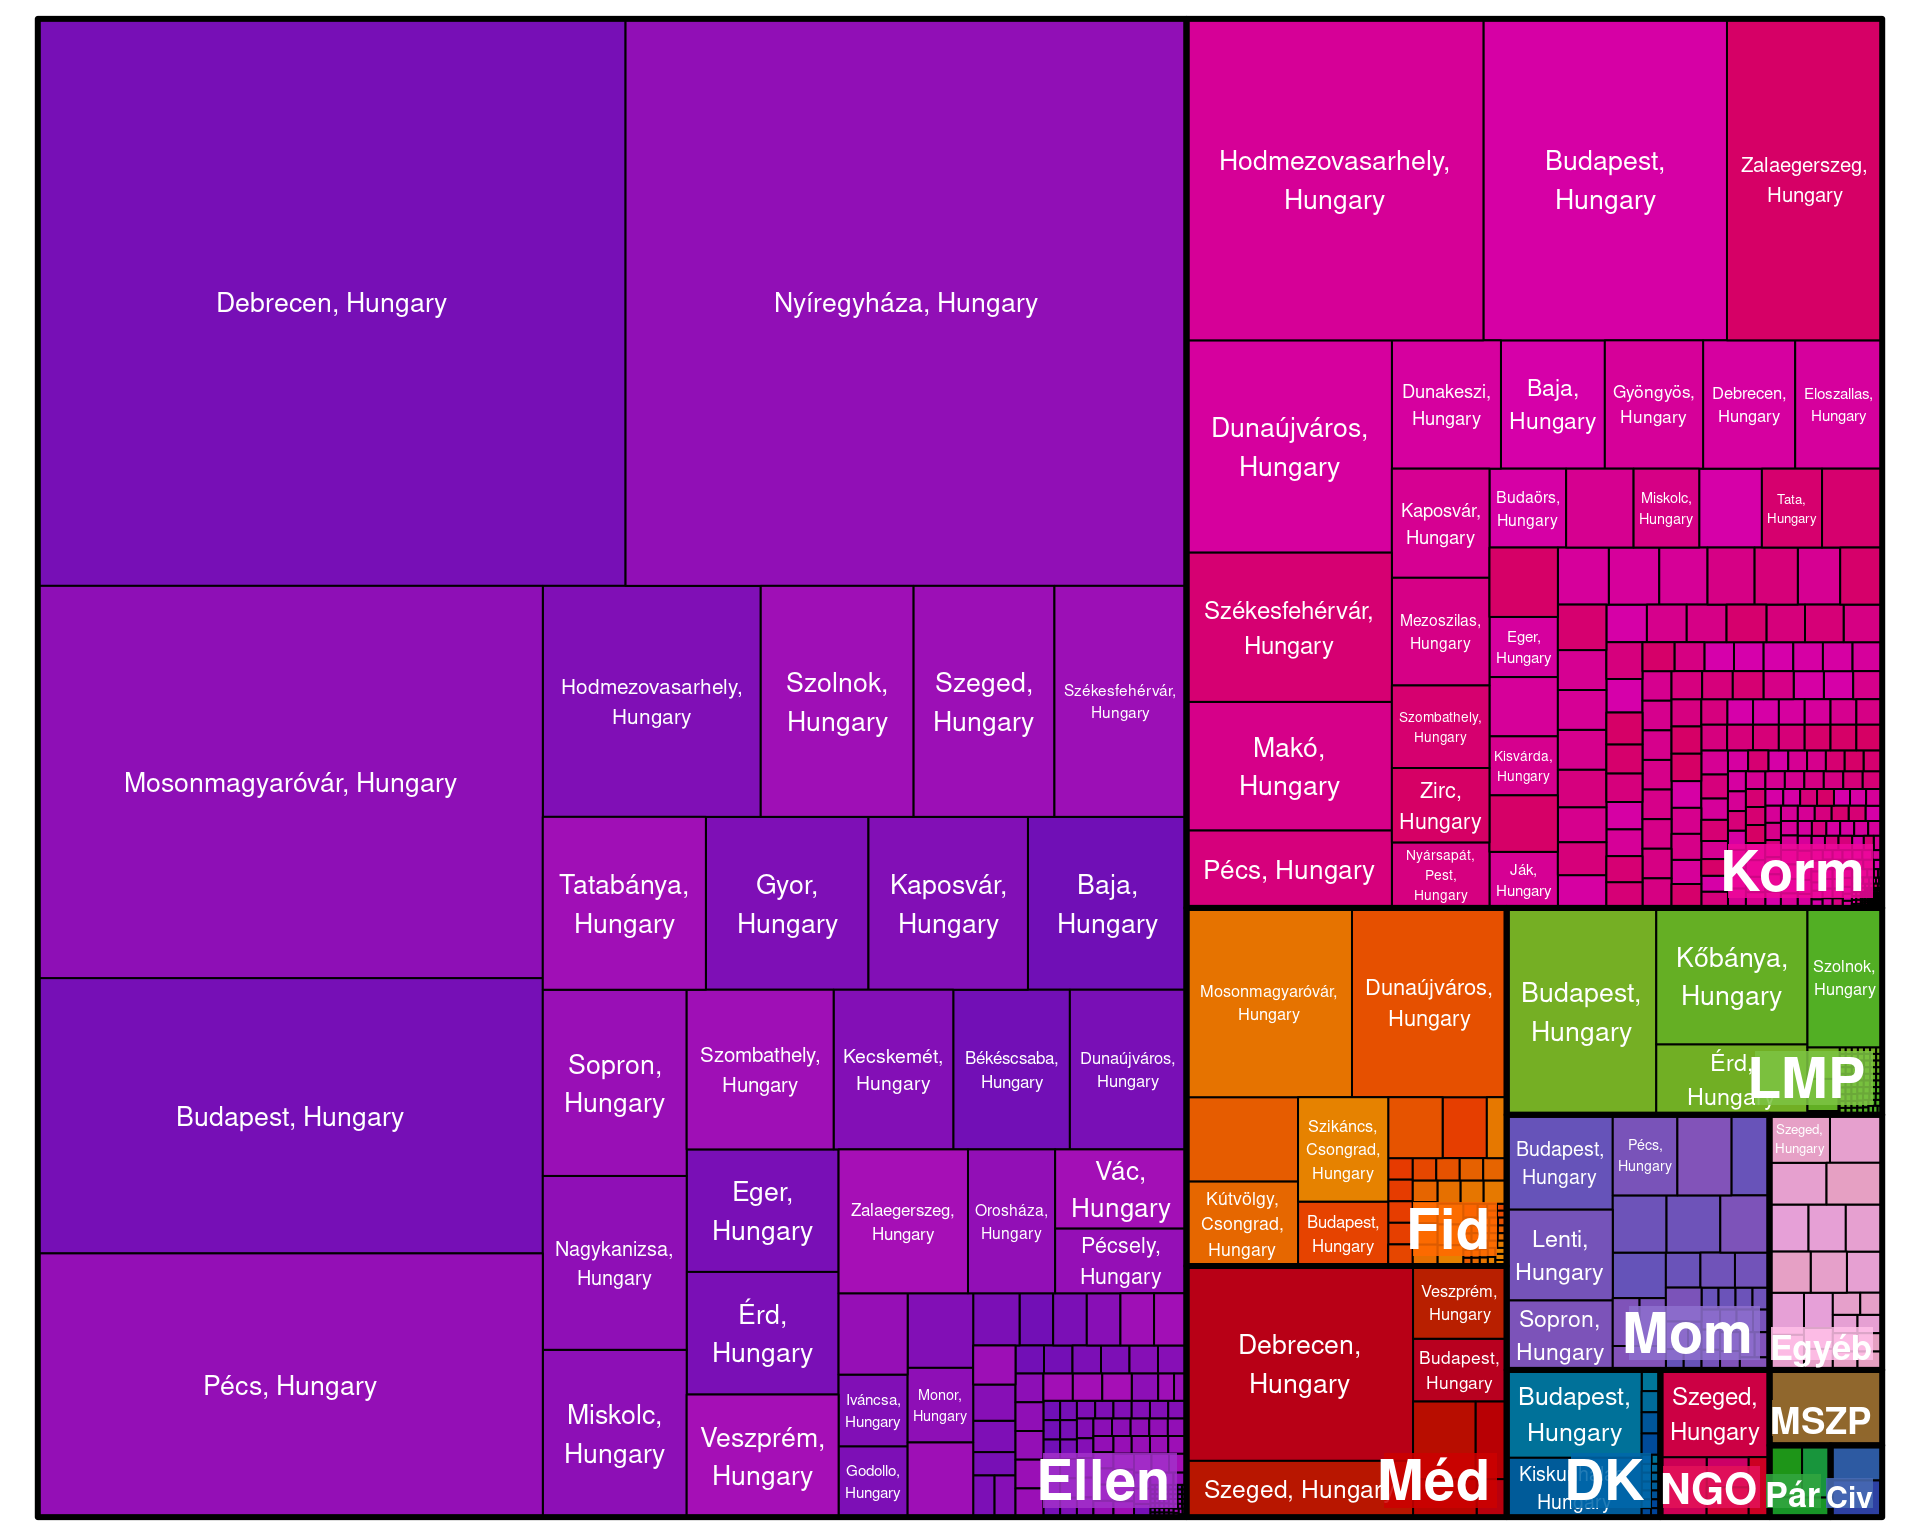 Debrecen, Hungary
Nyíregyháza, Hungary
Mosonmagyaróvár, Hungary
Budapest, Hungary
Pécs, Hungary
Hodmezovasarhely,
Hungary
Szolnok,
Hungary
Szeged,
Hungary
Székesfehérvár,
Hungary
Tatabánya,
Hungary
Gyor,
Hungary
Kaposvár,
Hungary
Baja,
Hungary
Sopron,
Hungary
Szombathely,
Hungary
Kecskemét,
Hungary
Békéscsaba,
Hungary
Dunaújváros,
Hungary
Nagykanizsa,
Hungary
Miskolc,
Hungary
Eger,
Hungary
Érd,
Hungary
Veszprém,
Hungary
Zalaegerszeg,
Hungary
Orosháza,
Hungary
Vác,
Hungary
Pécsely,
Hungary
Iváncsa,
Hungary
Monor,
Hungary
Godollo,
Hungary
Ellen
Hodmezovasarhely,
Hungary
Budapest,
Hungary
Zalaegerszeg,
Hungary
Dunaújváros,
Hungary
Székesfehérvár,
Hungary
Makó,
Hungary
Pécs, Hungary
Dunakeszi,
Hungary
Baja,
Hungary
Gyöngyös,
Hungary
Debrecen,
Hungary
Eloszallas,
Hungary
Kaposvár,
Hungary
Budaörs,
Hungary
Miskolc,
Hungary
Tata,
Hungary
Mezoszilas,
Hungary
Eger,
Hungary
Szombathely,
Hungary
Kisvárda,
Hungary
Zirc,
Hungary
Nyársapát,
Pest,
Hungary
Ják,
Hungary
Korm
Mosonmagyaróvár,
Hungary
Dunaújváros,
Hungary
Szikáncs,
Csongrad,
Hungary
Kútvölgy,
Csongrad,
Hungary
Budapest,
Hungary
Fid
Debrecen,
Hungary
Veszprém,
Hungary
Budapest,
Hungary
Szeged, Hungar
Méd
Budapest,
Hungary
Kőbánya,
Hungary
Szolnok,
Hungary
Érd,
Hungary
LMP
Budapest,
Hungary
Pécs,
Hungary
Lenti,
Hungary
Sopron,
Hungary
Mom
Szeged,
Hungary
Egyéb
Budapest,
Hungary
Hungary
DK
Szeged,
Hungary
NGO
MSZP
Pár
Civ